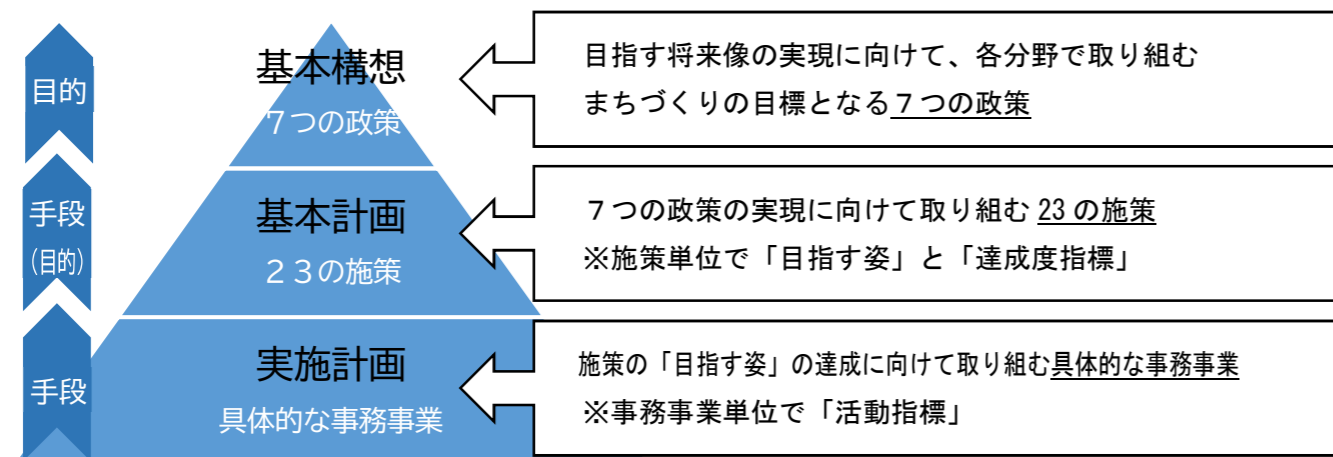 目的
基本構想
７つの政策
目指す将来像の実現に向けて、各分野で取り組む
まちづくりの目標となる７つの政策
手段
（目的）
基本計画
２３の施策
７つの政策の実現に向けて取り組む 23 の施策
※施策単位で「目指す姿」と「達成度指標」
手段
実施計画
具体的な事務事業
施策の「目指す姿」の達成に向けて取り組む具体的な事務事業
※事務事業単位で「活動指標」